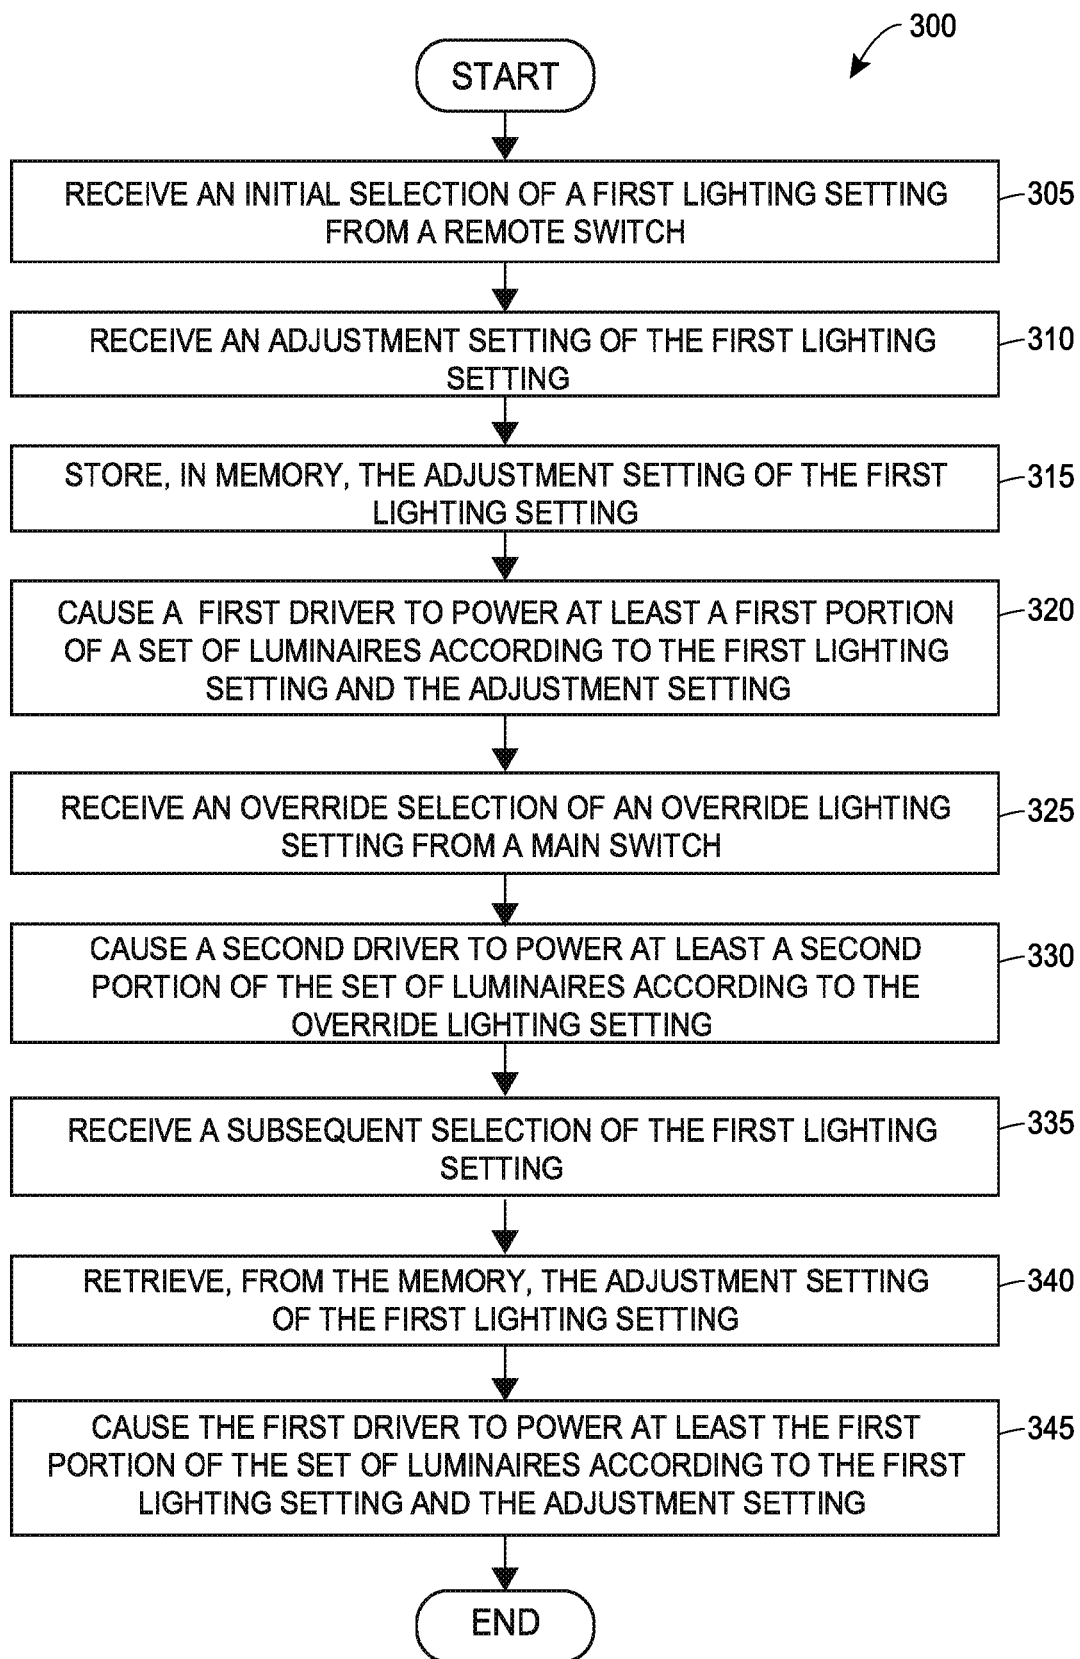 300
START
RECEIVE AN INITIAL SELECTION OF A FIRST LIGHTING SETTING
FROM A REMOTE SWITCH
305
RECEIVE AN ADJUSTMENT SETTING OF THE FIRST LIGHTING
SETTING
310
STORE, IN MEMORY, THE ADJUSTMENT SETTING OF THE FIRST
LIGHTING SETTING
315
CAUSE A FIRST DRIVER TO POWER AT LEAST A FIRST PORTION
OF A SET OF LUMINAIRES ACCORDING TO THE FIRST LIGHTING
SETTING AND THE ADJUSTMENT SETTING
320
RECEIVE AN OVERRIDE SELECTION OF AN OVERRIDE LIGHTING
SETTING FROM A MAIN SWITCH
325
CAUSE A SECOND DRIVER TO POWER AT LEAST A SECOND
PORTION OF THE SET OF LUMINAIRES ACCORDING TO THE
OVERRIDE LIGHTING SETTING
330
RECEIVE A SUBSEQUENT SELECTION OF THE FIRST LIGHTING
SETTING
335
RETRIEVE, FROM THE MEMORY, THE ADJUSTMENT SETTING
OF THE FIRST LIGHTING SETTING
340
CAUSE THE FIRST DRIVER TO POWER AT LEAST THE FIRST
PORTION OF THE SET OF LUMINAIRES ACCORDING TO THE FIRST
LIGHTING SETTING AND THE ADJUSTMENT SETTING
345
END